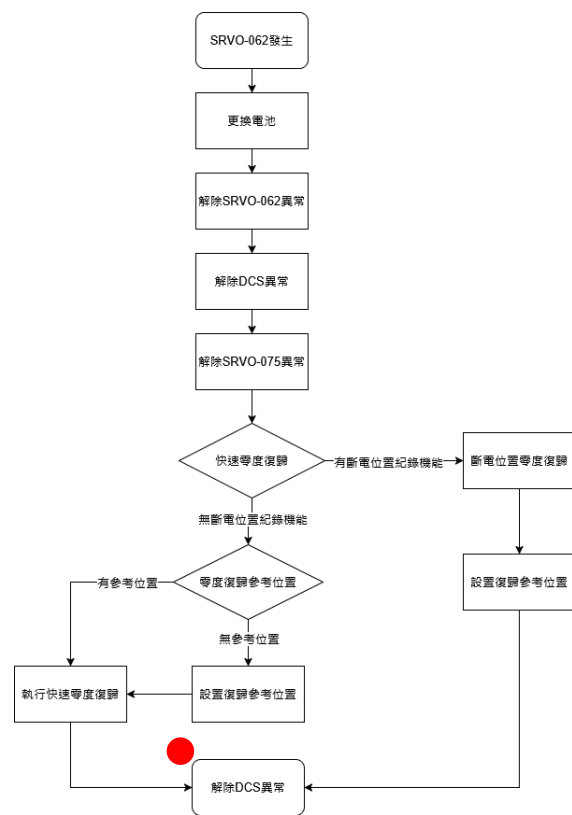 SRVO-062發生
更換電池
解除SRVO-062異常
解除DCS異常
解除SRVO-075異常
快速零度復歸
有斷電位置紀錄機能
斷電位置零度復歸
無斷電位置紀錄機能
零度復歸參考位置
有參考位置
設置復歸參考位置
無參考位置
執行快速零度復歸
設置復歸參考位置
解除DCS異常